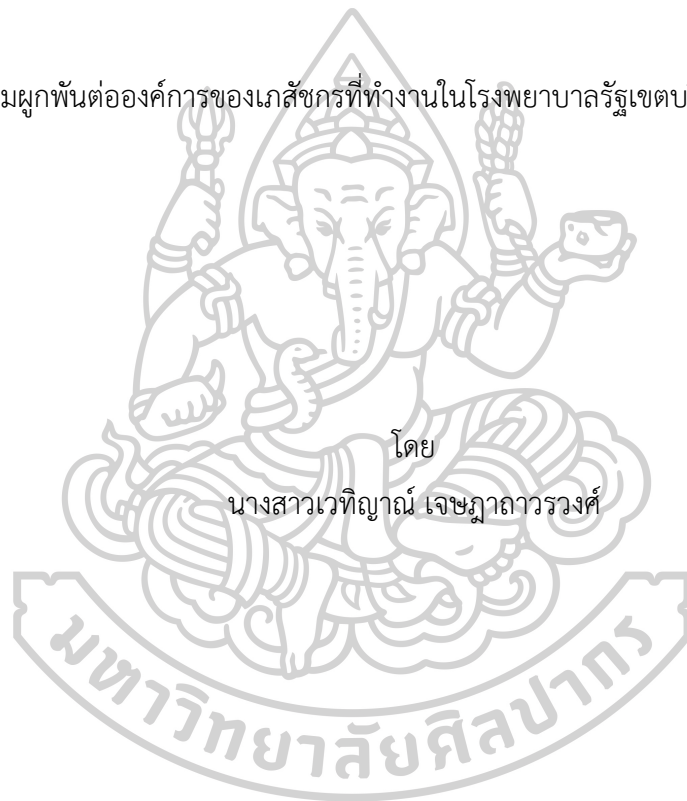 มผูกพันต่อองค์การของเภสัชกรที่ทำงานในโรงพยาบาลรัฐเขตบ
โดย
นางสาวเวทิญาณ์ เจษฎาถาวรวงศ์
มหาวิทยาลัยศิลปากร